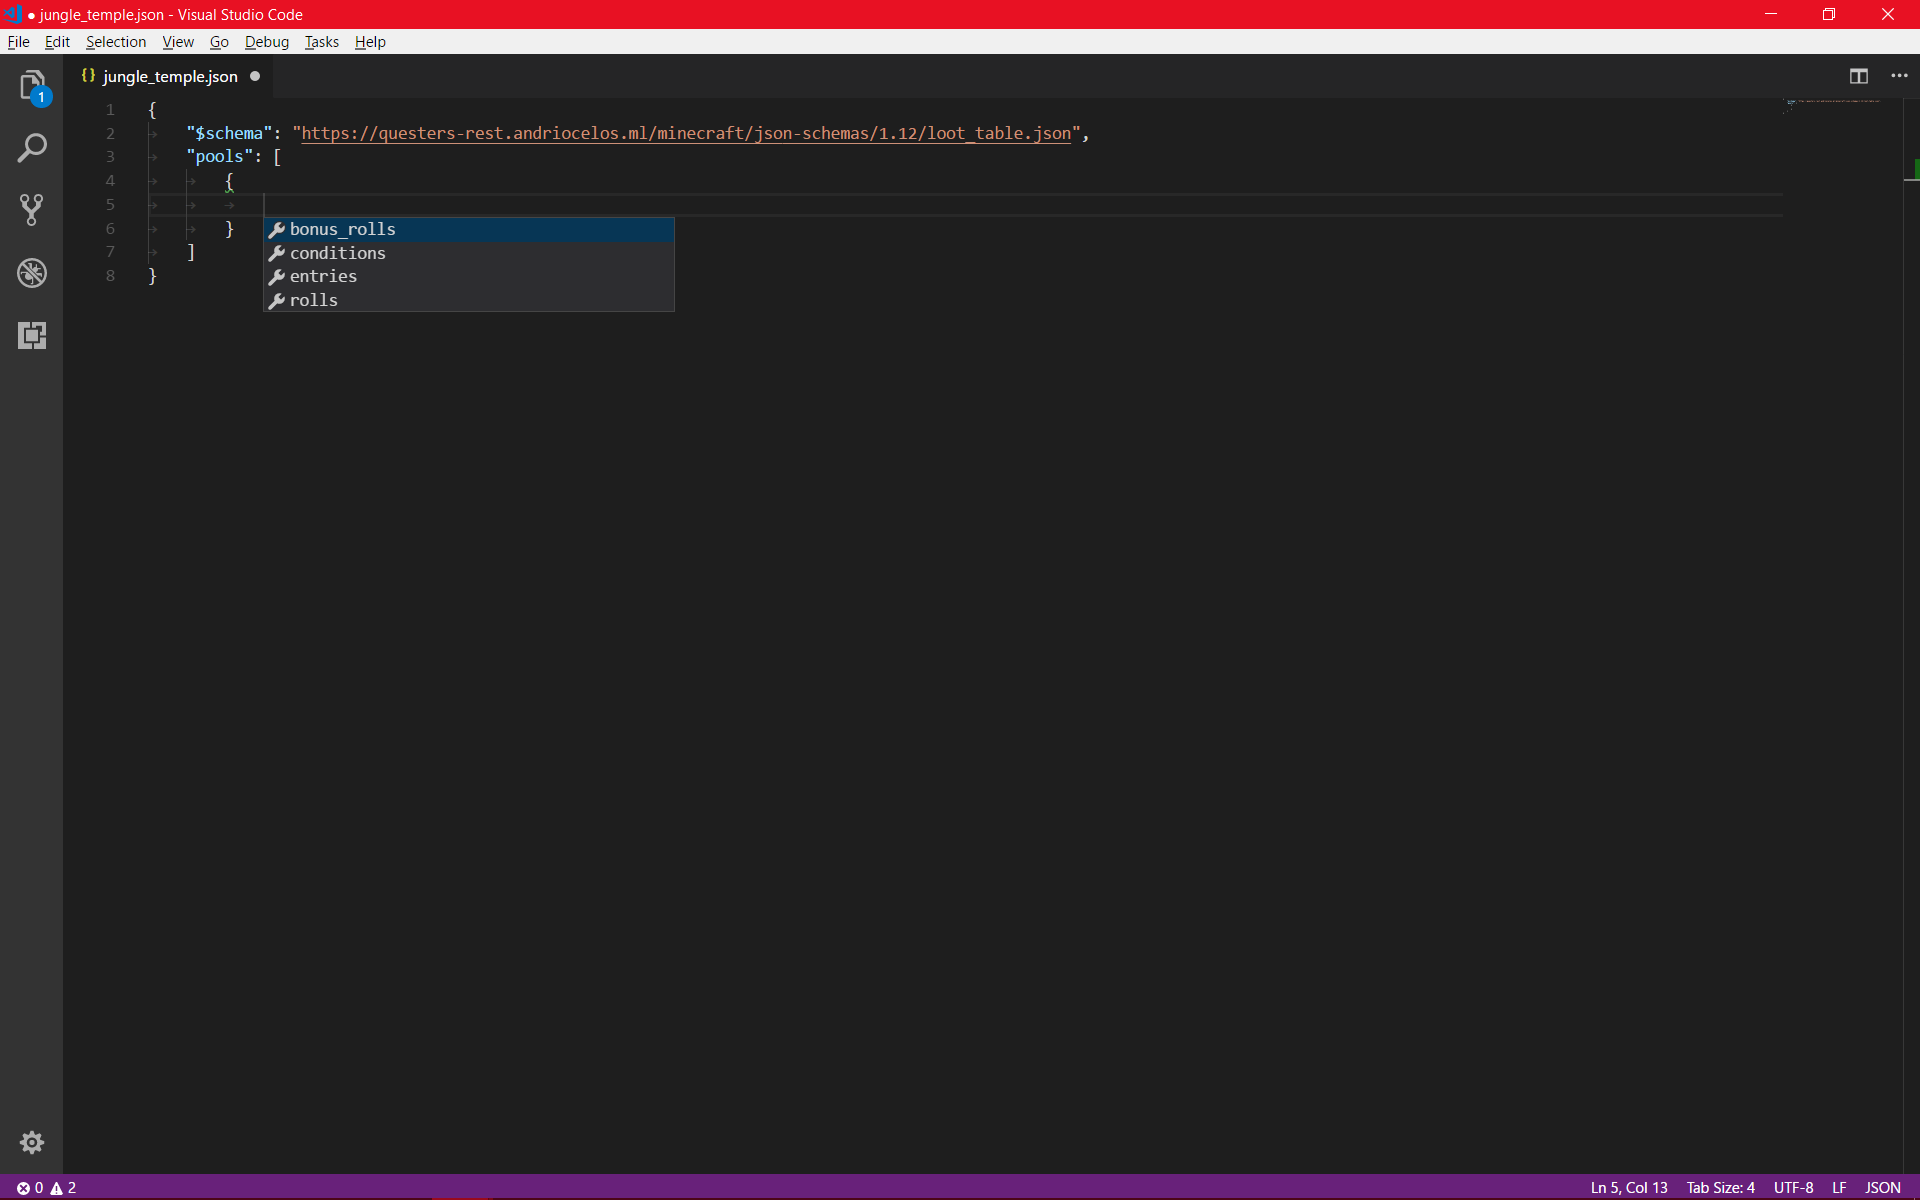 ● jungle_temple.json - Visual Studio Code
File Edit Selection View Go Debug Tasks Help
1
{} jungle_temple.json ●
1 {
2 "$schema": "https://questers-rest.andriocelos.ml/minecraft/json-schemas/1.12/loot_table.json",
3 "pools": [
4 {
5
6 }
7 ]
8 }
bonus_rolls
conditions
entries
rolls
0 2 Ln 5, Col 13 Tab Size: 4 UTF-8 LF JSON